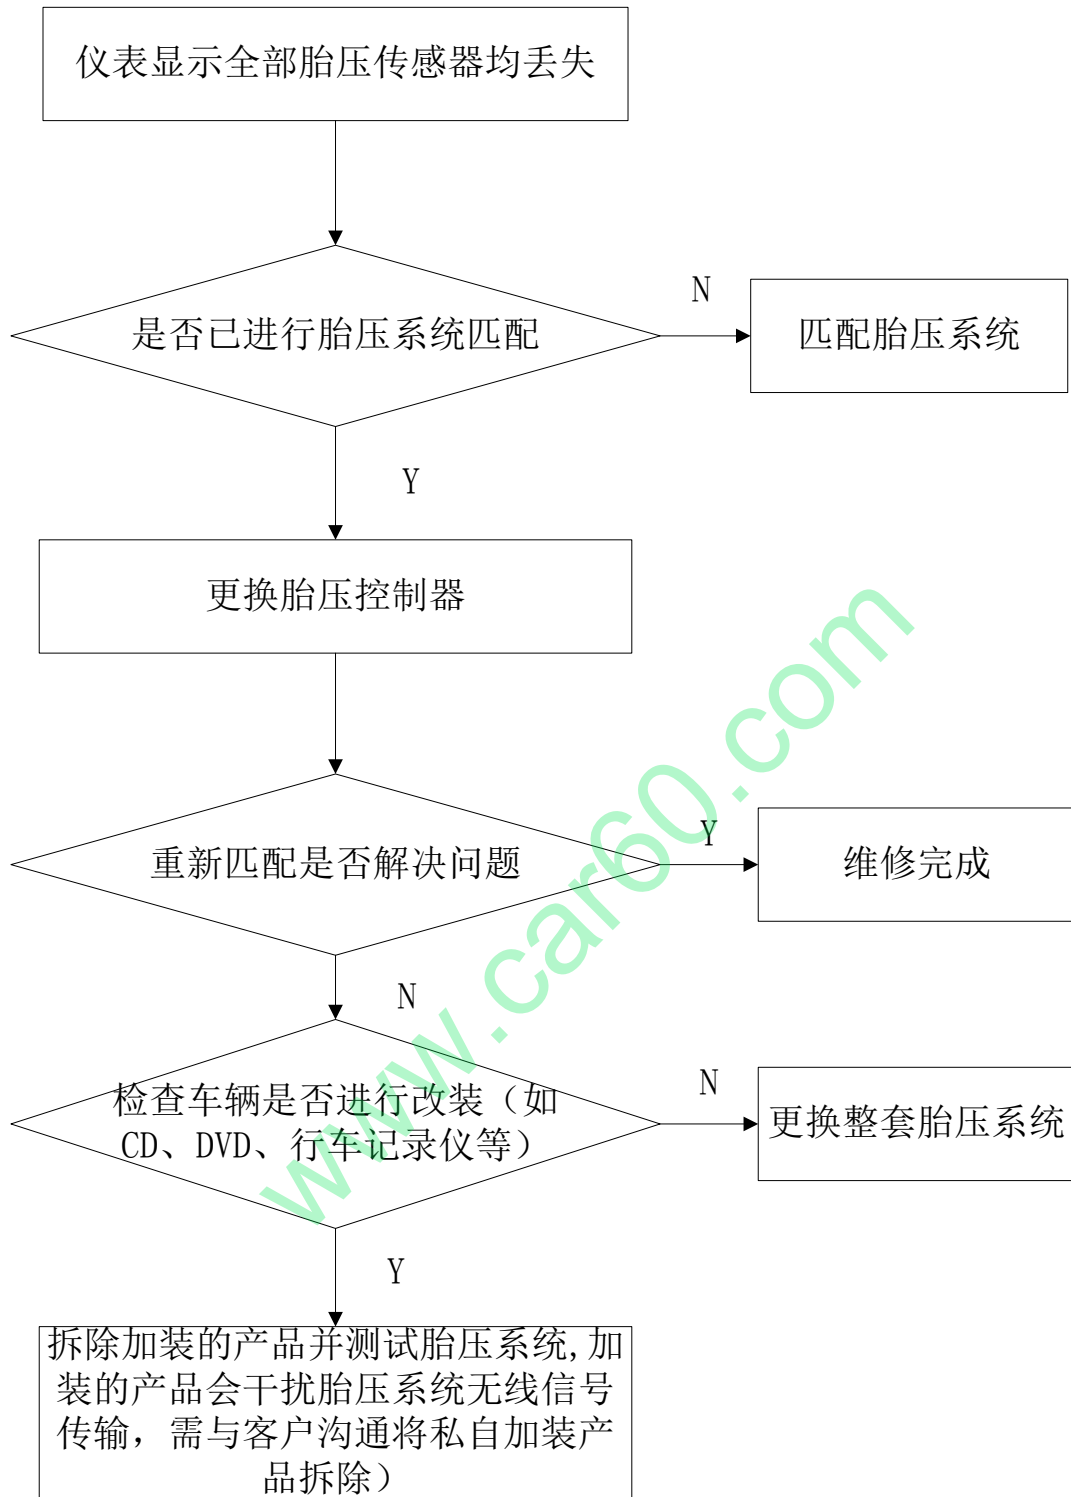 仪表显示全部胎压传感器均丢失
是否已进行胎压系统匹配
N
匹配胎压系统
Y
更换胎压控制器
重新匹配是否解决问题
Y
维修完成
N
检查车辆是否进行改装（如
CD、DVD、行车记录仪等）
N
更换整套胎压系统
Y
拆除加装的产品并测试胎压系统,加
装的产品会干扰胎压系统无线信号
传输，需与客户沟通将私自加装产
品拆除）
www.car60.com